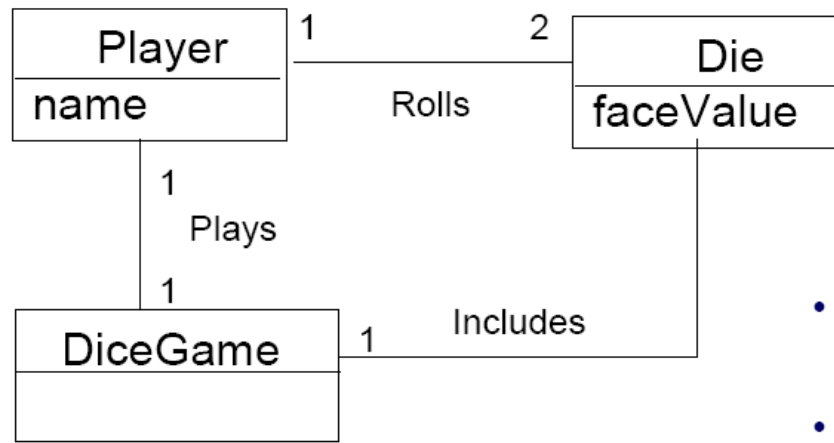 Player
name
1
2
Rolls
Die
faceValue
1
Plays
1
DiceGame
1
Includes